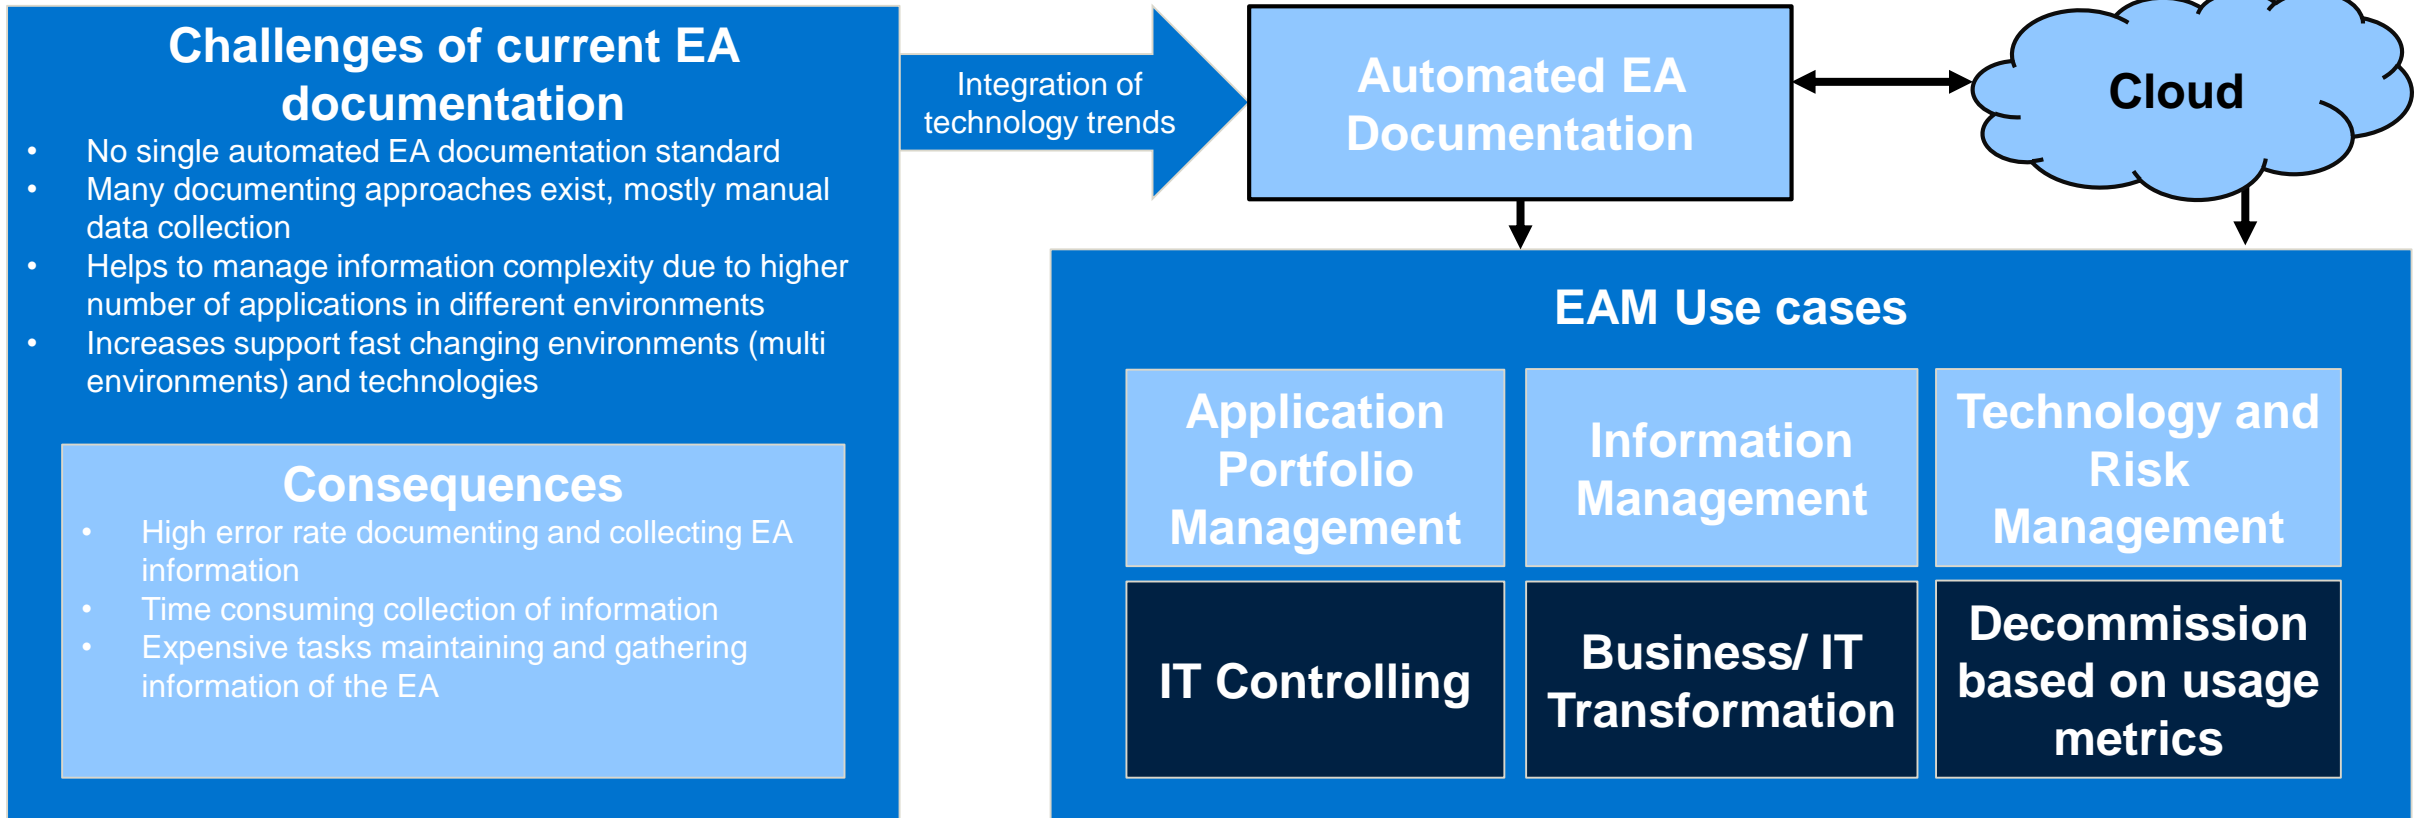 Challenges of current EA
documentation
• No single automated EA documentation standard
• Many documenting approaches exist, mostly manual
data collection
• Helps to manage information complexity due to higher
number of applications in different environments
• Increases support fast changing environments (multi
environments) and technologies
Consequences
• High error rate documenting and collecting EA
information
• Time consuming collection of information
• Expensive tasks maintaining and gathering
information of the EA
Integration of
technology trends
Automated EA
Documentation
Cloud
EAM Use cases
Application
Portfolio
Management
Information
Management
Technology and
Risk
Management
IT Controlling
Business/ IT
Transformation
Decommission
based on usage
metrics